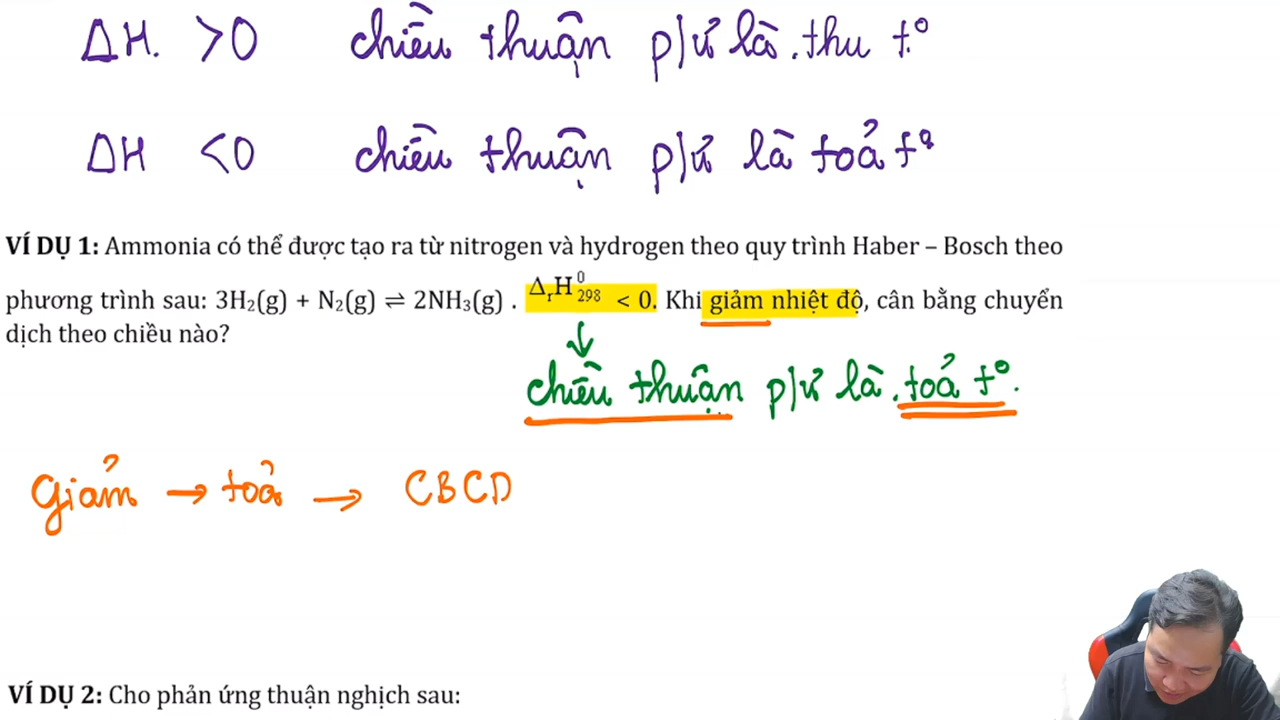 ΔH. >0 chiều thuận p/ư là .thu t°
ΔH <0 chiều thuận p/ư là toả t°
VÍ DỤ 1: Ammonia có thể được tạo ra từ nitrogen và hydrogen theo quy trình Haber – Bosch theo
phương trình sau: 3H₂(g) + N₂(g) ⇌ 2NH₃(g) . ΔᵣH⁰₂₉₈ < 0. Khi giảm nhiệt độ, cân bằng chuyển
dịch theo chiều nào?
↓
chiều thuận p/ư là .toả t°.
Giảm → toả → CBCD
VÍ DỤ 2: Cho phản ứng thuận nghịch sau: